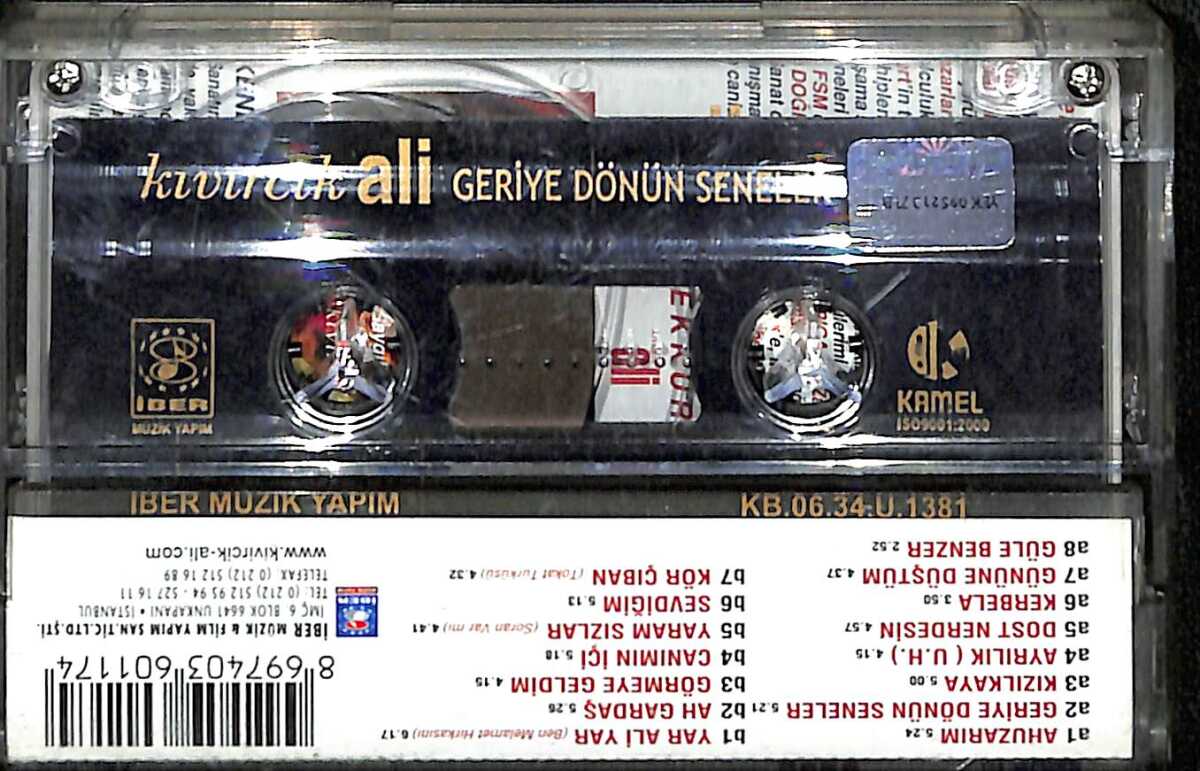 kıvırcık ali GERİYE DÖNÜN SENELER
YEK 0952137 B
İBER
MÜZİK YAPIM
EKRUR
ali
KAMEL
ISO9001:2000
İBER MÜZİK YAPIM
KB.06.34.U.1381
a1 AHUZARIM 5.24
a2 GERİYE DÖNÜN SENELER 5.21
a3 KIZILKAYA 5.00
a4 AYRILIK ( U.H. ) 4.15
a5 DOST NERDESİN 4.57
a6 KERBELA 3.50
a7 GÜNÜNE DÜŞTÜM 4.37
a8 GÜLE BENZER 2.52
b1 YAR ALİ YAR (Ben Melamet Hırkasını) 6.17
b2 AH GARDAŞ 5.26
b3 GÖRMEYE GELDİM 4.15
b4 CANIMIN İÇİ 5.18
b5 YARAM SIZLAR (Soran Var mı) 4.41
b6 SEVDİĞİM 5.13
b7 KÖR ÇIBAN (Tokat Türküsü) 4.32
8 697403 601174
İBER MÜZİK & FİLM YAPIM SAN.TİC.LTD.ŞTİ.
İMÇ 6. BLOK 6641 UNKAPANI • İSTANBUL
TEL: (0 212) 512 95 94 - 527 16 11
TELEFAX (0 212) 512 16 89
www.kivircik-ali.com